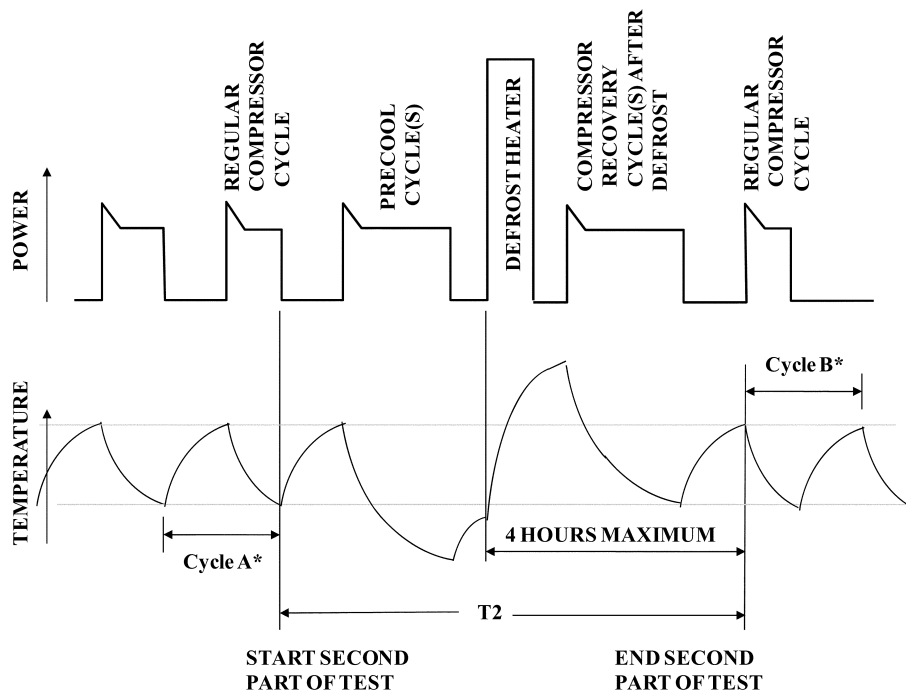 POWER
REGULAR
COMPRESSOR
CYCLE
PRECOOL
CYCLE(S)
DEFROST HEATER
COMPRESSOR
RECOVERY
CYCLE(S) AFTER
DEFROST
REGULAR
COMPRESSOR
CYCLE
TEMPERATURE
Cycle A*
Cycle B*
4 HOURS MAXIMUM
T2
START SECOND
PART OF TEST
END SECOND
PART OF TEST